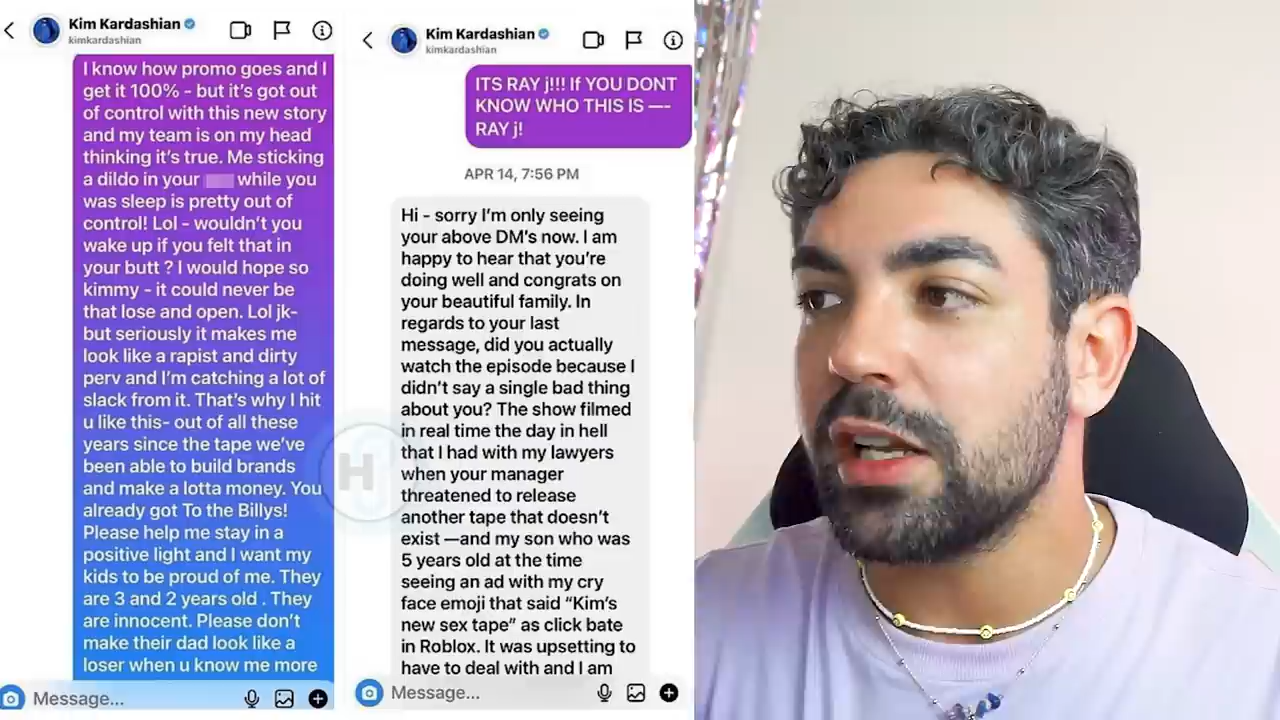 Kim Kardashian
kimkardashian
I know how promo goes and I
get it 100% - but it's got out
of control with this new story
and my team is on my head
thinking it's true. Me sticking
a dildo in your while you
was sleep is pretty out of
control! Lol - wouldn't you
wake up if you felt that in
your butt ? I would hope so
kimmy - it could never be
that lose and open. Lol jk-
but seriously it makes me
look like a rapist and dirty
perv and I'm catching a lot of
slack from it. That's why I hit
u like this- out of all these
years since the tape we've
been able to build brands
and make a lotta money. You
already got To the Billys!
Please help me stay in a
positive light and I want my
kids to be proud of me. They
are 3 and 2 years old . They
are innocent. Please don't
make their dad look like a
loser when u know me more
Message...
Kim Kardashian
kimkardashian
ITS RAY j!!! If YOU DONT
KNOW WHO THIS IS —-
RAY j!
APR 14, 7:56 PM
Hi - sorry I'm only seeing
your above DM's now. I am
happy to hear that you're
doing well and congrats on
your beautiful family. In
regards to your last
message, did you actually
watch the episode because I
didn't say a single bad thing
about you? The show filmed
in real time the day in hell
that I had with my lawyers
when your manager
threatened to release
another tape that doesn't
exist —and my son who was
5 years old at the time
seeing an ad with my cry
face emoji that said “Kim's
new sex tape” as click bate
in Roblox. It was upsetting to
have to deal with and I am
Message...
H